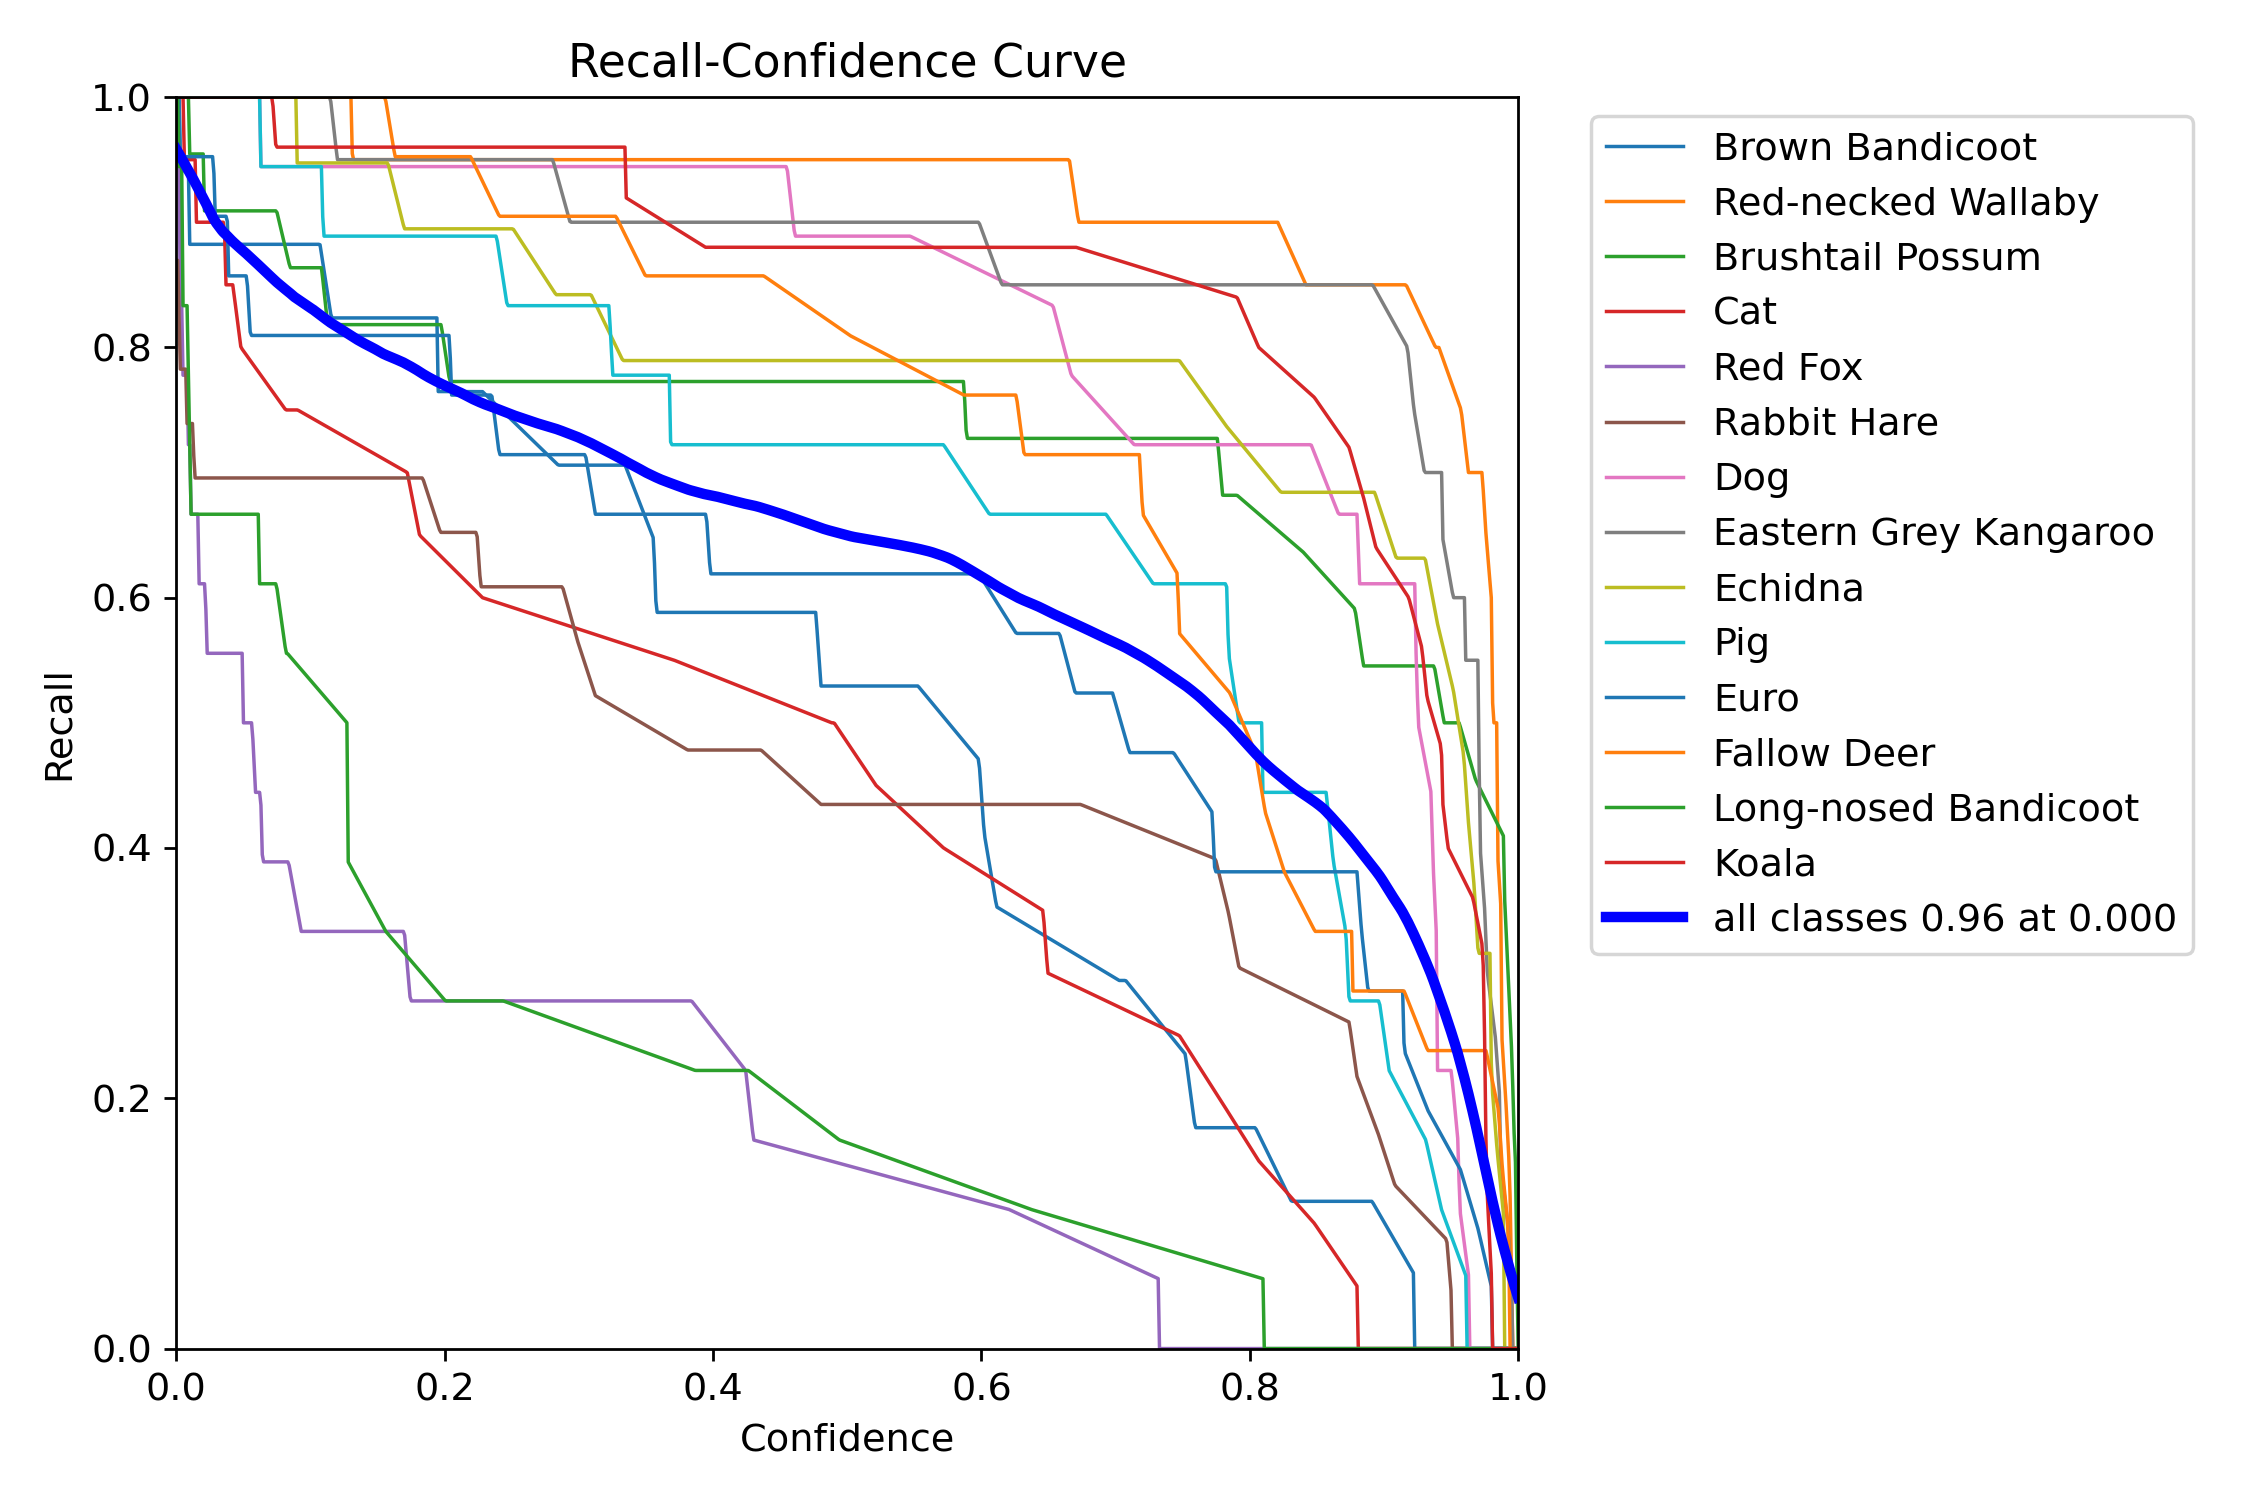 Recall-Confidence Curve
1.0
0.8
0.6
0.4
0.2
0.0
Recall
0.0 0.2 0.4 0.6 0.8 1.0
Confidence
Brown Bandicoot
Red-necked Wallaby
Brushtail Possum
Cat
Red Fox
Rabbit Hare
Dog
Eastern Grey Kangaroo
Echidna
Pig
Euro
Fallow Deer
Long-nosed Bandicoot
Koala
all classes 0.96 at 0.000